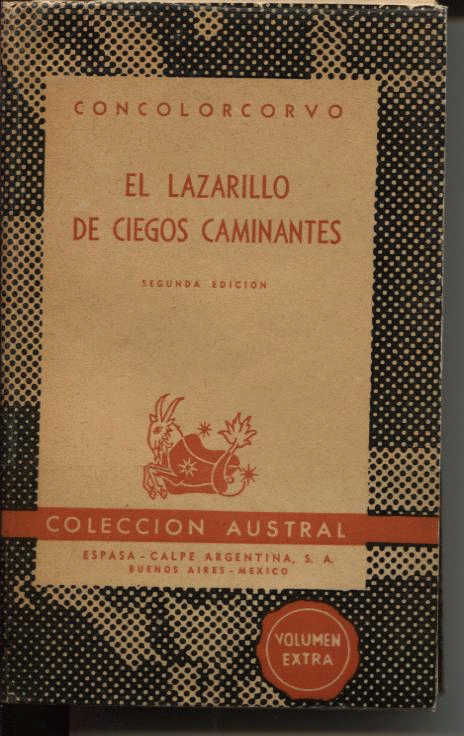 CONCOLORCORVO
EL LAZARILLO
DE CIEGOS CAMINANTES
SEGUNDA EDICION
COLECCION AUSTRAL
ESPASA - CALPE ARGENTINA, S. A.
BUENOS AIRES - MEXICO
VOLUMEN
EXTRA